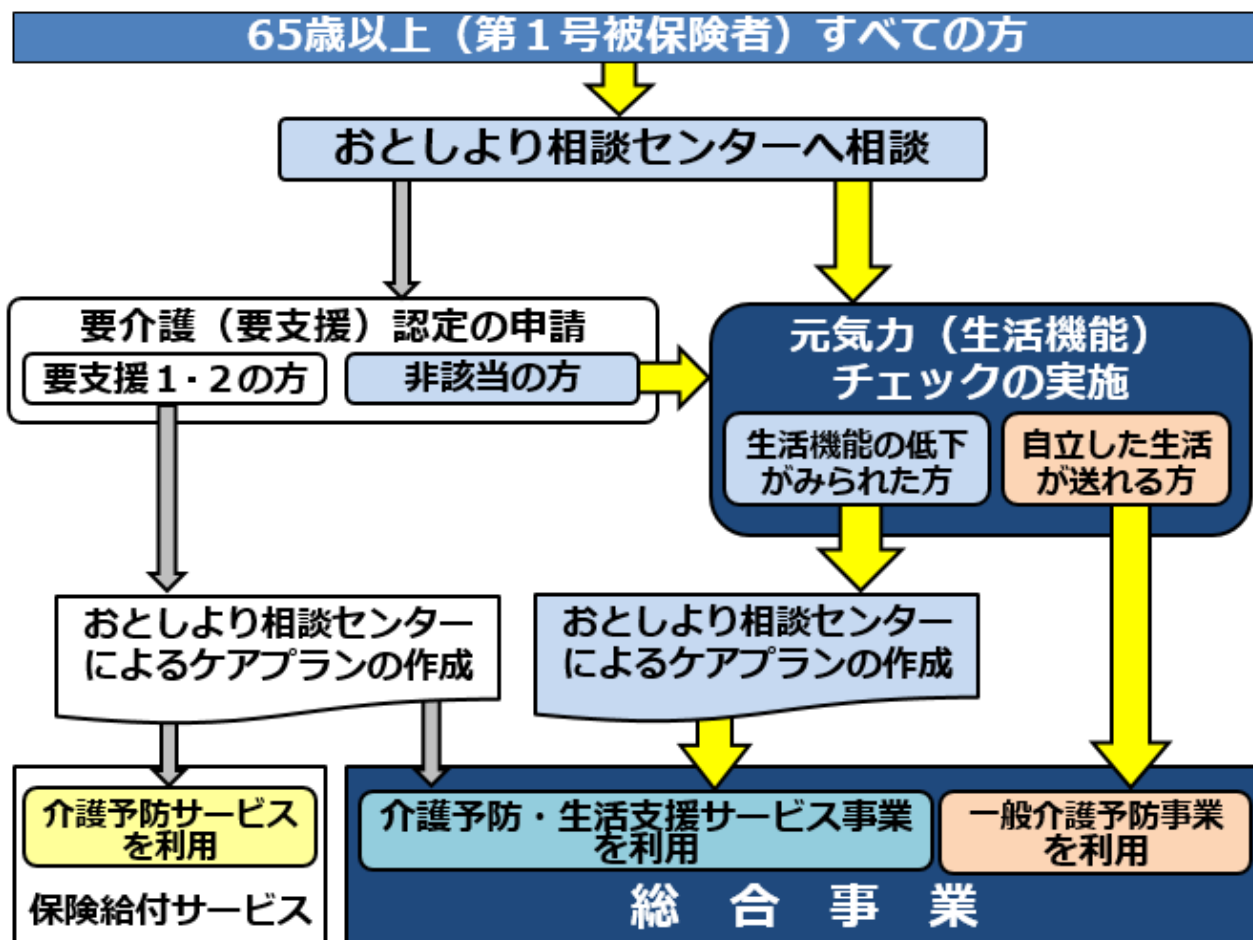 65歳以上（第１号被保険者）すべての方
おとしより相談センターへ相談
要介護（要支援）認定の申請
要支援１･２の方
非該当の方
元気力（生活機能）
チェックの実施
生活機能の低下
がみられた方
自立した生活
が送れる方
おとしより相談センター
によるケアプランの作成
おとしより相談センター
によるケアプランの作成
介護予防サービス
を利用
保険給付サービス
介護予防・生活支援サービス事業
を利用
一般介護予防事業
を利用
総合事業